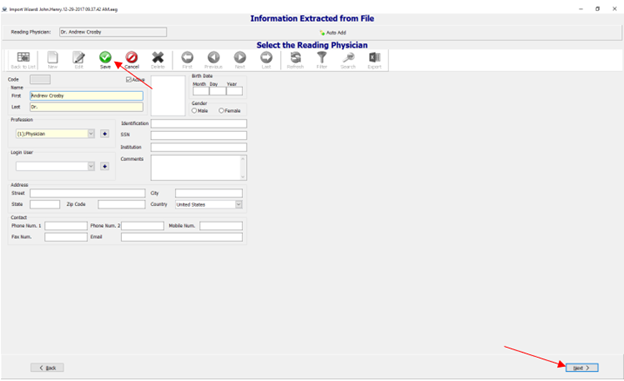 Import Wizard John.Henry.12-29-2017.09.37.42 AM.eeg
Information Extracted from File
Reading Physician: Dr. Andrew Crosby Auto Add
Select the Reading Physician
Back to List New Edit Save Cancel Delete First Previous Next Last Refresh Filter Search Export
Code Active Birth Data
Name Month Day Year
First Andrew Crosby
Last Dr. Gender
Male Female
Profession
(1).Physician Identification
SSN
Institution
Login User Comments
Address
Street City
State Zip Code Country United States
Contact
Phone Num. 1 Phone Num. 2 Mobile Num.
Fax Num. Email
< Back Next >